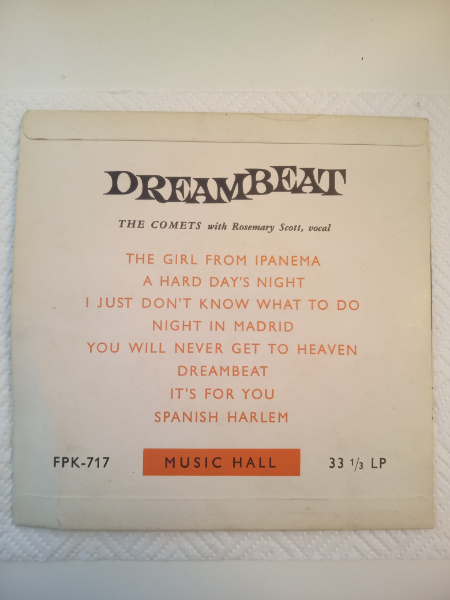 DREAMBEAT
THE COMETS with Rosemary Scott, vocal
THE GIRL FROM IPANEMA
A HARD DAY'S NIGHT
I JUST DON'T KNOW WHAT TO DO
NIGHT IN MADRID
YOU WILL NEVER GET TO HEAVEN
DREAMBEAT
IT'S FOR YOU
SPANISH HARLEM
FPK-717 MUSIC HALL 33 1/3 LP